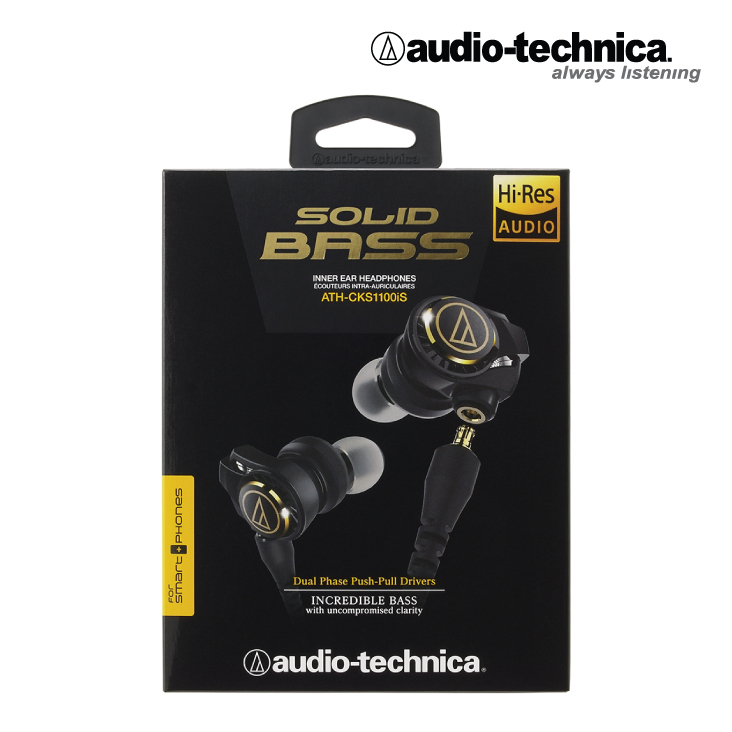 audio-technica.
always listening
audio-technica
SOLID
BASS
Hi-Res
AUDIO
INNER EAR HEADPHONES
ÉCOUTEURS INTRA-AURICULAIRES
ATH-CKS1100iS
FOR
smart+PHONES
Dual Phase Push-Pull Drivers
INCREDIBLE BASS
with uncompromised clarity
audio-technica®